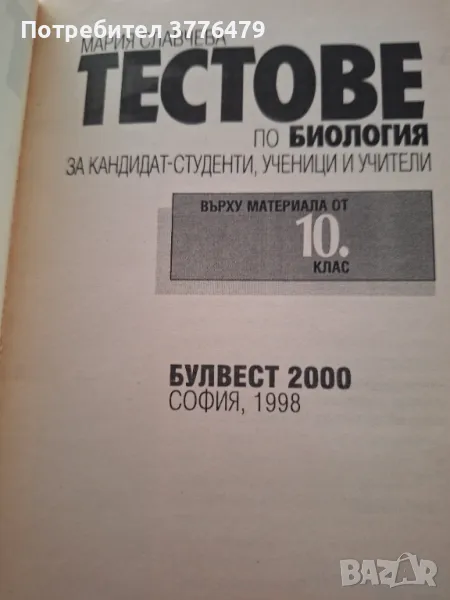 Потребител 3776479
МАРИЯ СЛАВЧЕВА
ТЕСТОВЕ
ПО БИОЛОГИЯ
ЗА КАНДИДАТ-СТУДЕНТИ, УЧЕНИЦИ И УЧИТЕЛИ
ВЪРХУ МАТЕРИАЛА ОТ
10.
КЛАС
БУЛВЕСТ 2000
СОФИЯ, 1998
BAZAR